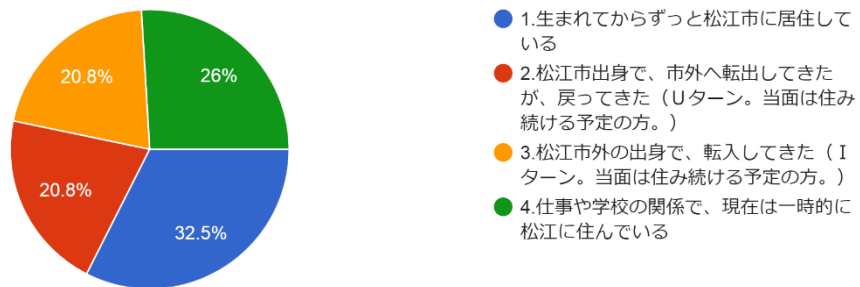 20.8%
26%
20.8%
32.5%
1.生まれてからずっと松江市に居住して
いる
2.松江市出身で、市外へ転出してきた
が、戻ってきた（Uターン。当面は住み
続ける予定の方。）
3.松江市外の出身で、転入してきた（I
ターン。当面は住み続ける予定の方。）
4.仕事や学校の関係で、現在は一時的に
松江に住んでいる